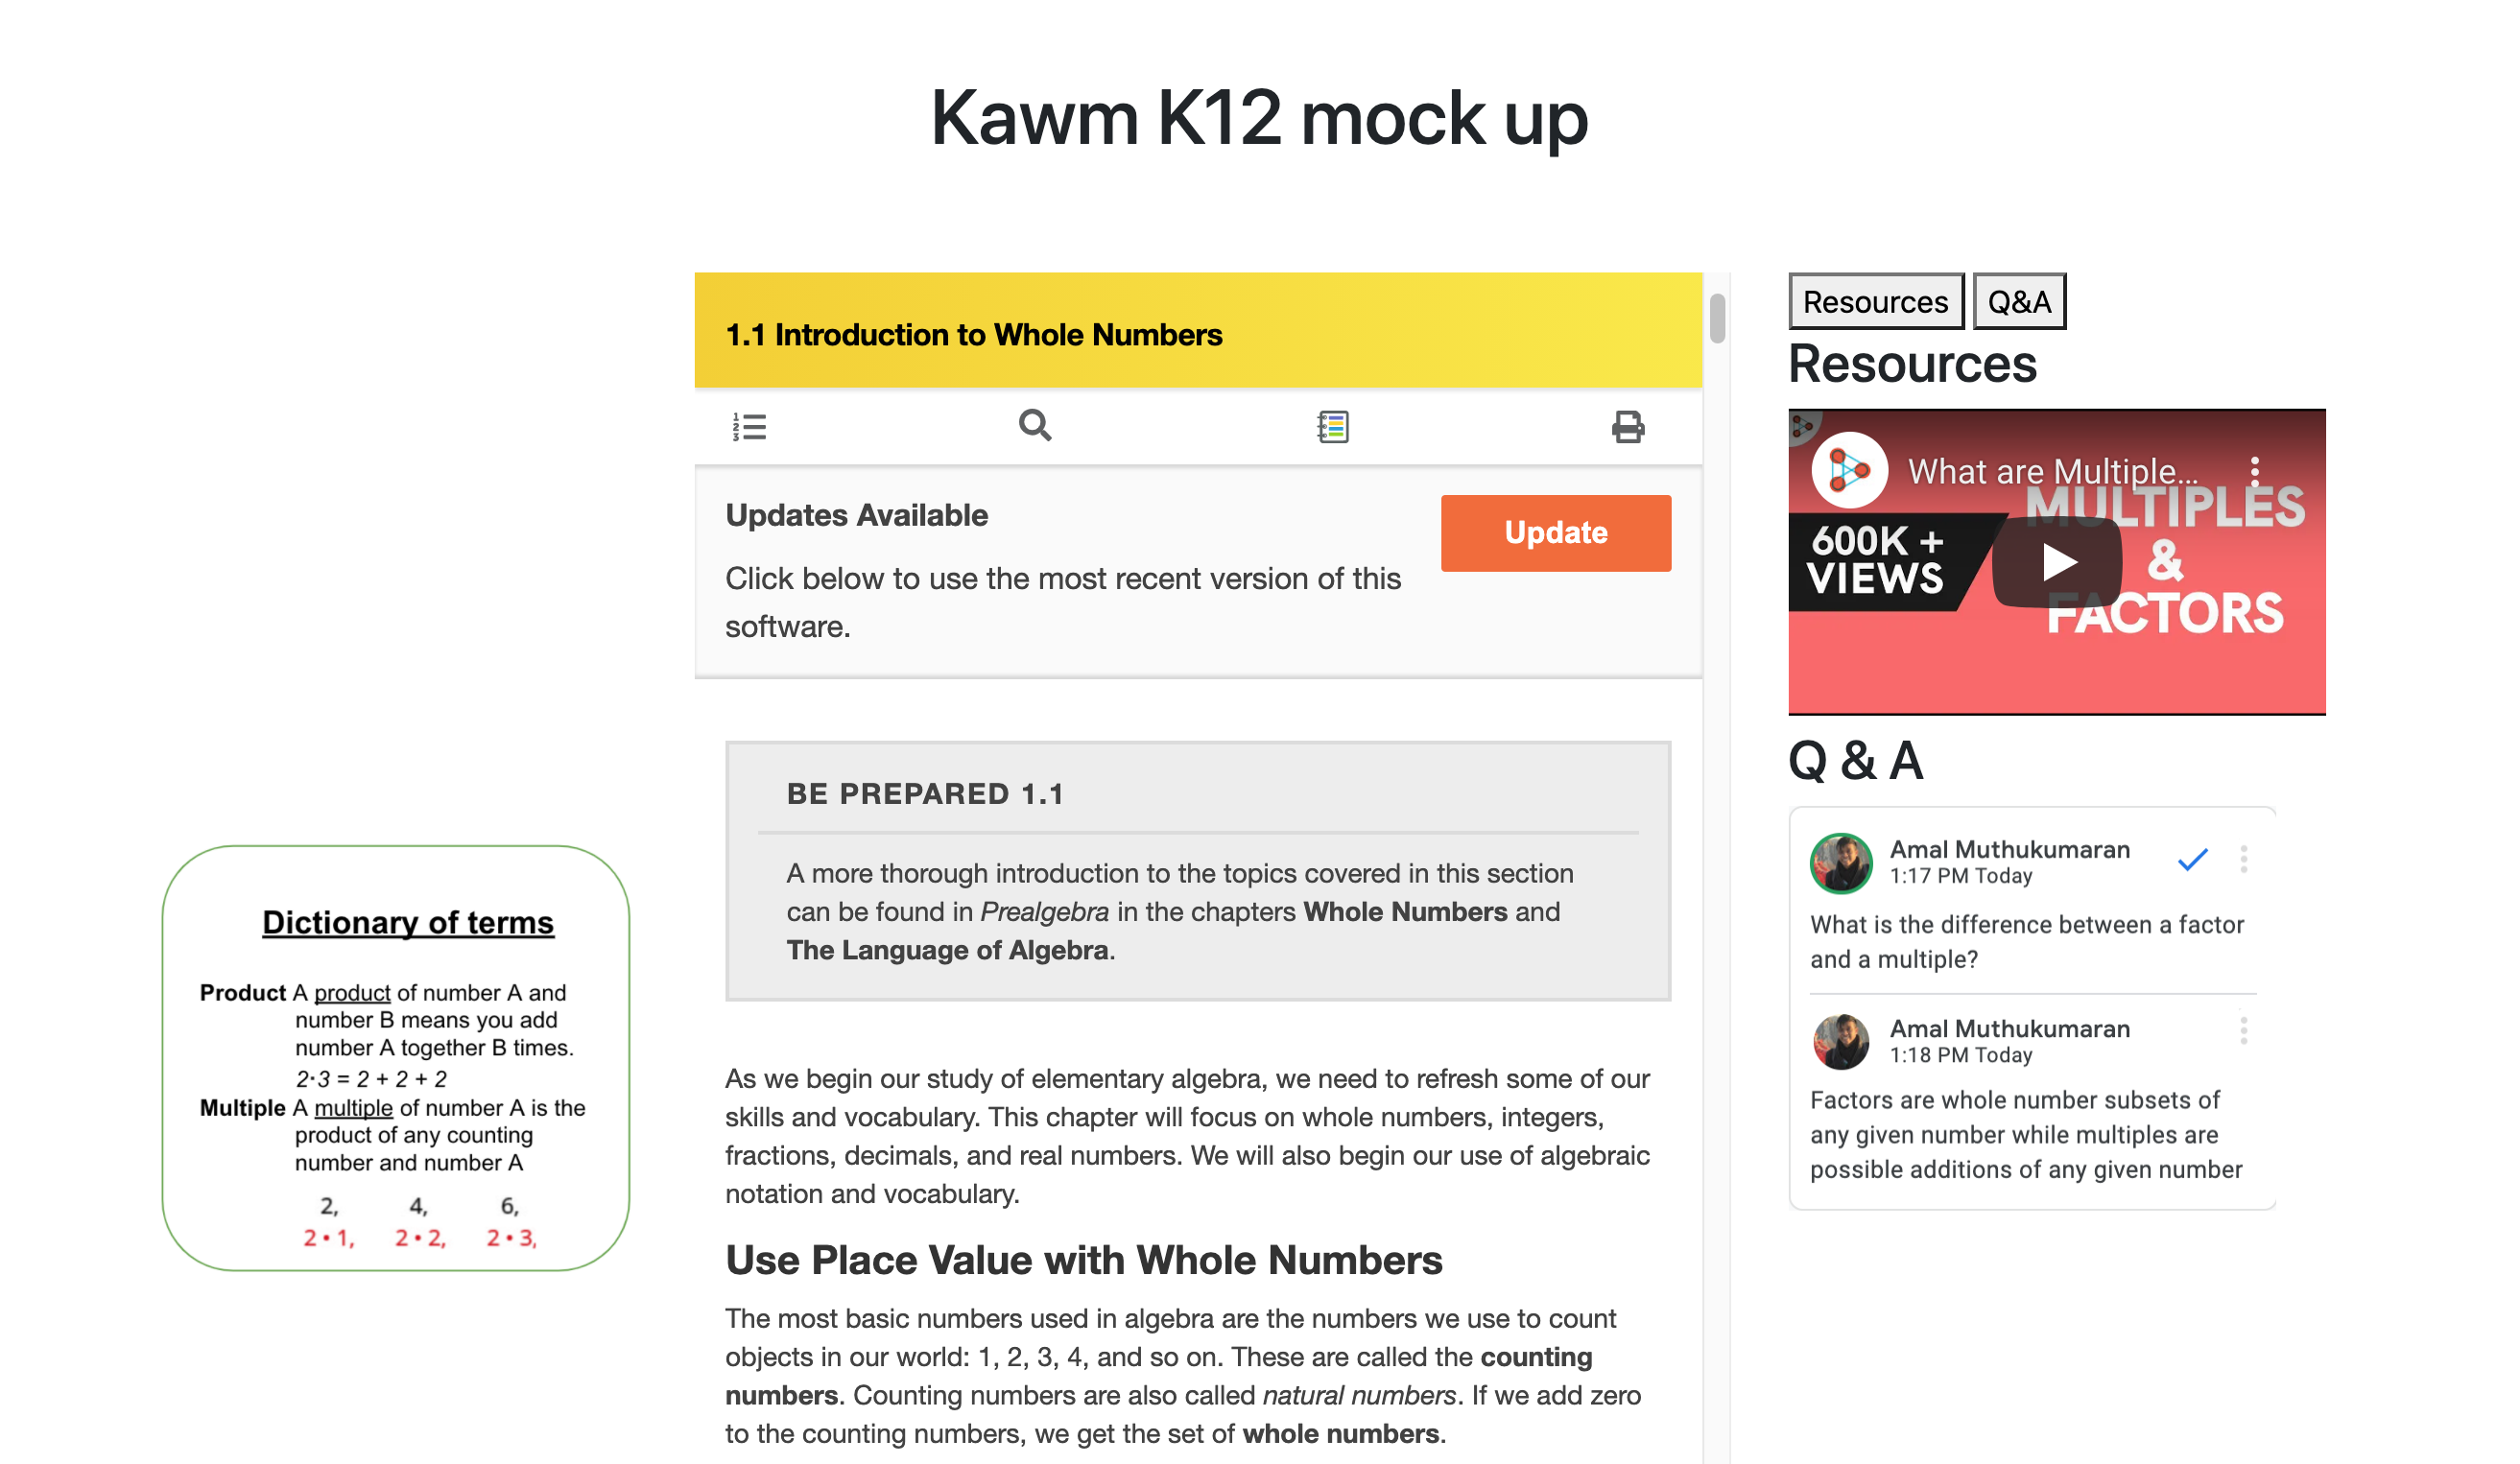 Kawm K12 mock up
Dictionary of terms
Product A product of number A and
number B means you add
number A together B times.
2·3 = 2 + 2 + 2
Multiple A multiple of number A is the
product of any counting
number and number A
2, 4, 6,
2 • 1, 2 • 2, 2 • 3,
1.1 Introduction to Whole Numbers
1
2
3
Updates Available
Update
Click below to use the most recent version of this
software.
BE PREPARED 1.1
A more thorough introduction to the topics covered in this section
can be found in Prealgebra in the chapters Whole Numbers and
The Language of Algebra.
As we begin our study of elementary algebra, we need to refresh some of our
skills and vocabulary. This chapter will focus on whole numbers, integers,
fractions, decimals, and real numbers. We will also begin our use of algebraic
notation and vocabulary.
Use Place Value with Whole Numbers
The most basic numbers used in algebra are the numbers we use to count
objects in our world: 1, 2, 3, 4, and so on. These are called the counting
numbers. Counting numbers are also called natural numbers. If we add zero
to the counting numbers, we get the set of whole numbers.
Resources Q&A
Resources
What are Multiple...
MULTIPLES
&
FACTORS
600K +
VIEWS
Q & A
Amal Muthukumaran
1:17 PM Today
What is the difference between a factor
and a multiple?
Amal Muthukumaran
1:18 PM Today
Factors are whole number subsets of
any given number while multiples are
possible additions of any given number